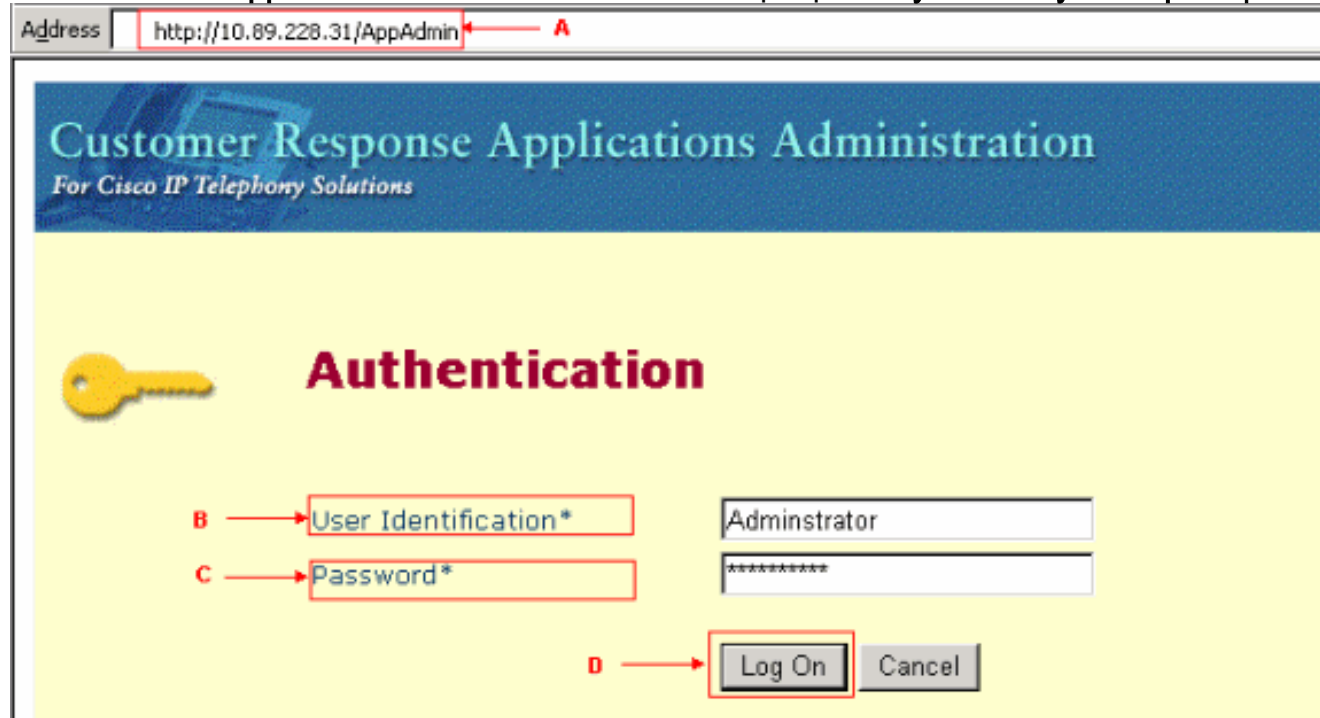 Address http://10.89.228.31/AppAdmin A
Customer Response Applications Administration
For Cisco IP Telephony Solutions
Authentication
B User Identification* Adminstrator
C Password* **********
D Log On Cancel